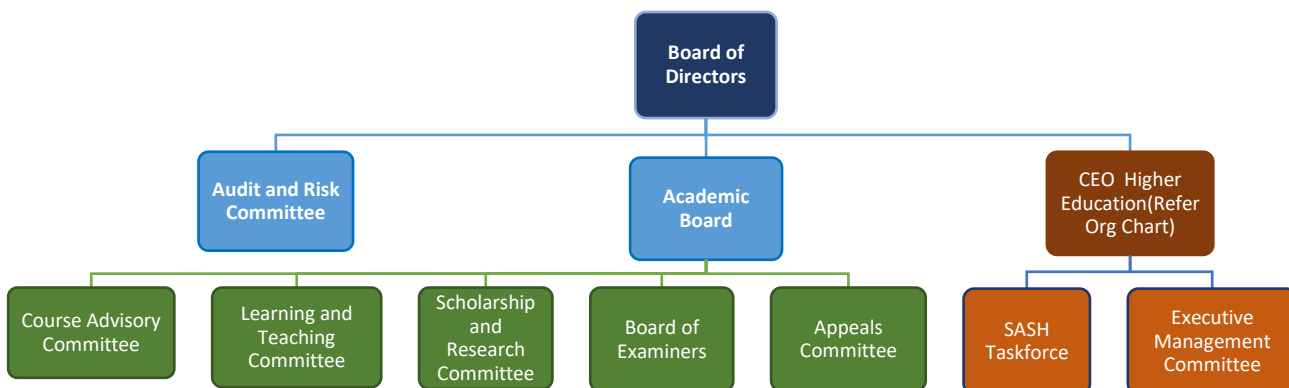 Board of
Directors
Audit and Risk
Committee
Academic
Board
CEO  Higher
Education(Refer
Org Chart)
Course Advisory
Committee
Learning and
Teaching
Committee
Scholarship
and
Research
Committee
Board of
Examiners
Appeals
Committee
SASH
Taskforce
Executive
Management
Committee